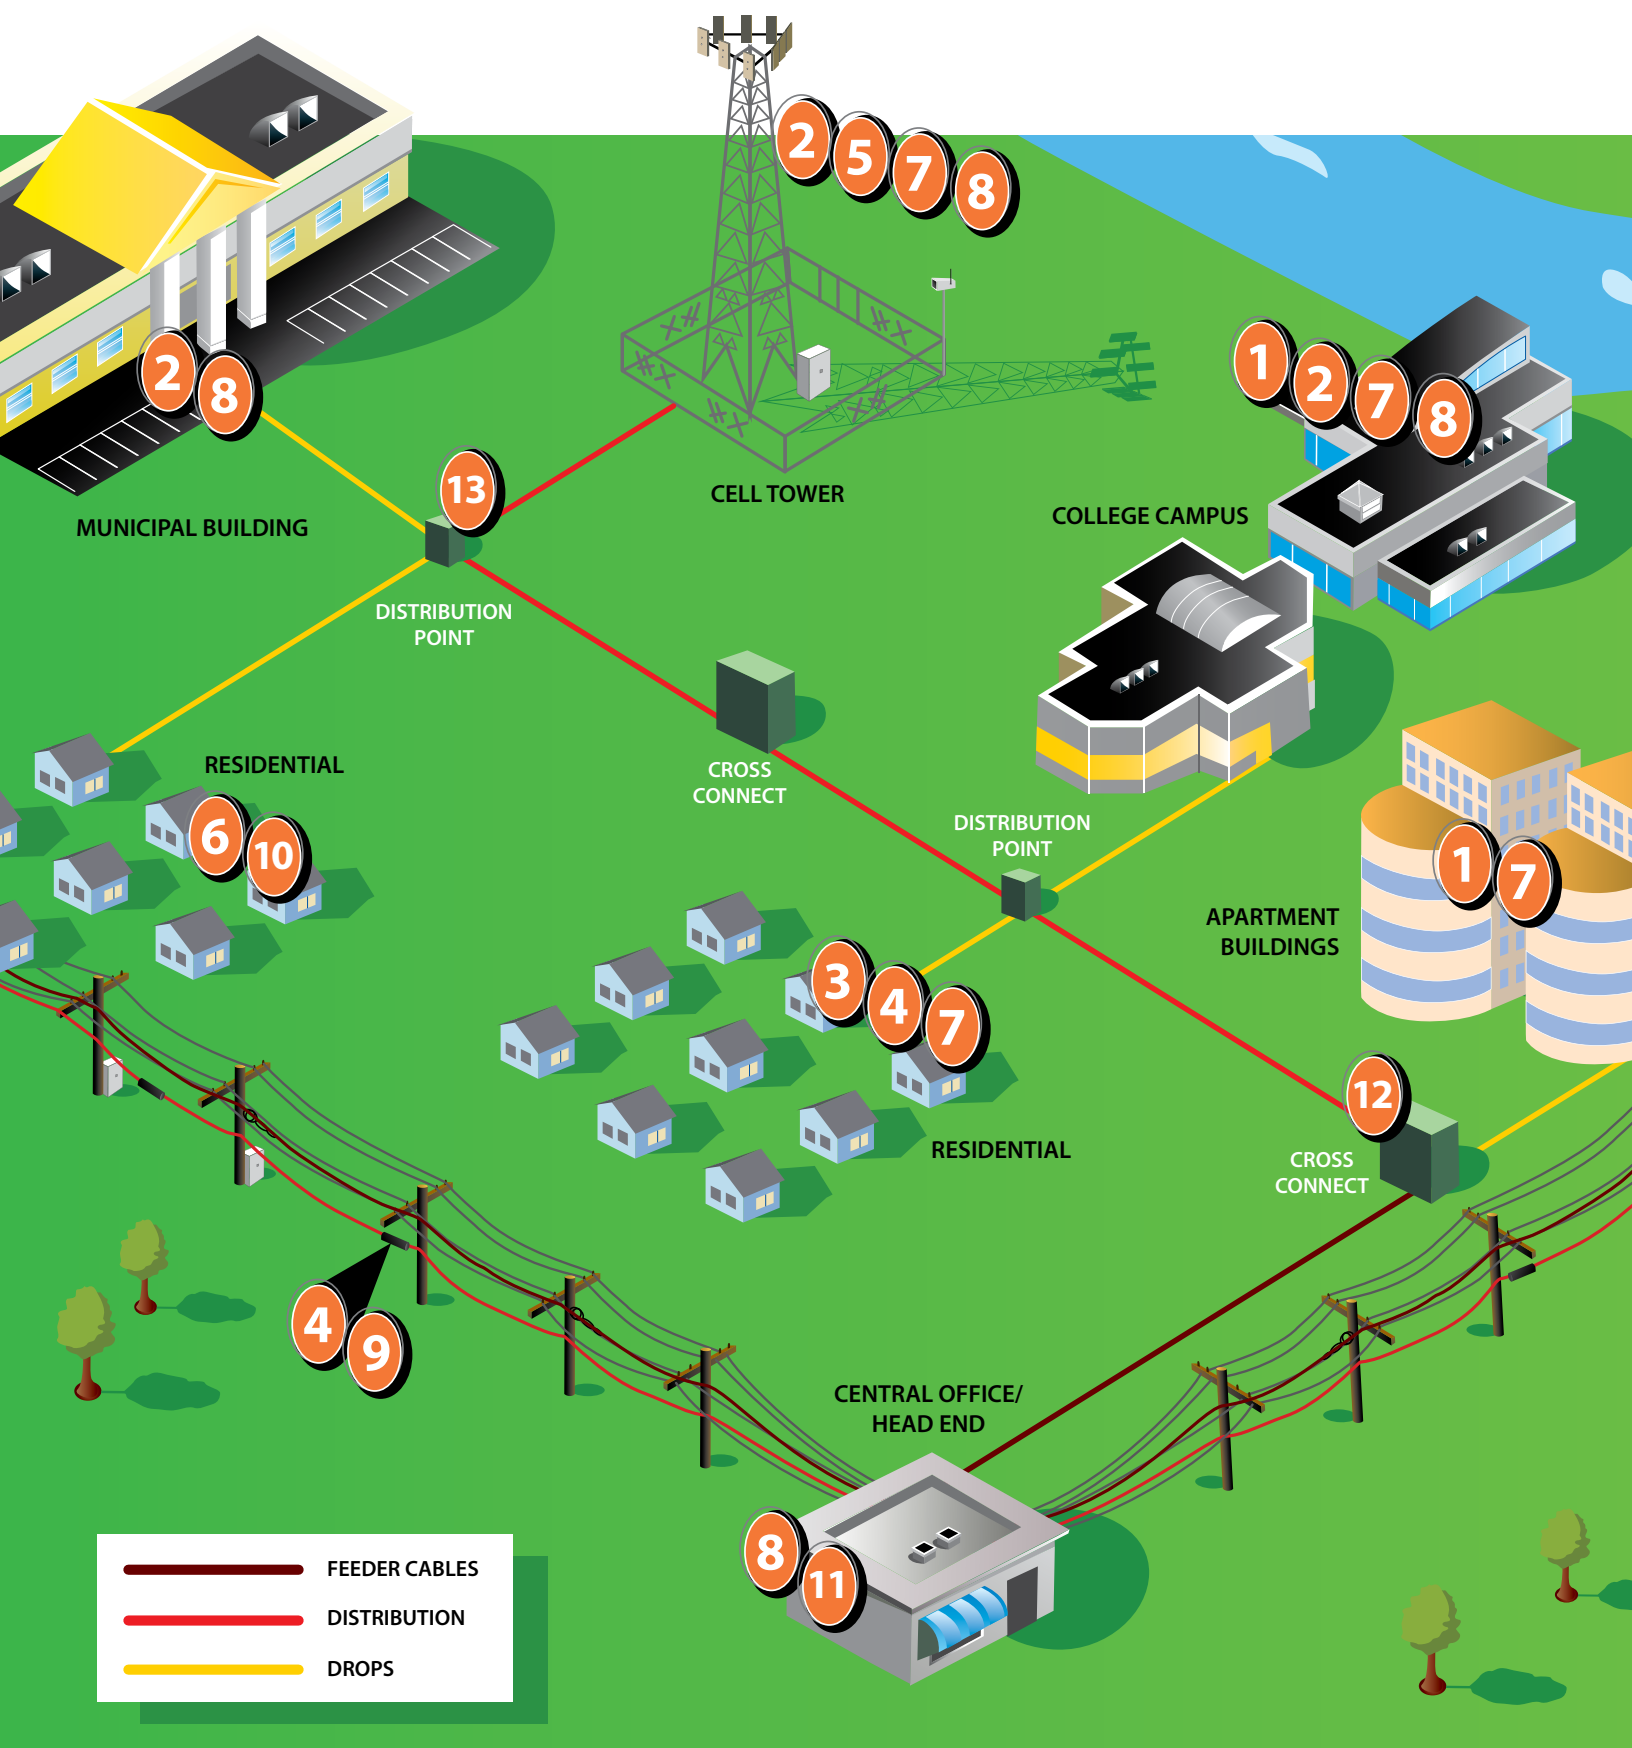 2
5
7
8
1
2
7
8
2
8
13
CELL TOWER
COLLEGE CAMPUS
MUNICIPAL BUILDING
DISTRIBUTION
POINT
RESIDENTIAL
CROSS
CONNECT
DISTRIBUTION
POINT
6
10
1
7
APARTMENT
BUILDINGS
3
4
7
12
RESIDENTIAL
CROSS
CONNECT
4
9
CENTRAL OFFICE/
HEAD END
8
11
FEEDER CABLES
DISTRIBUTION
DROPS